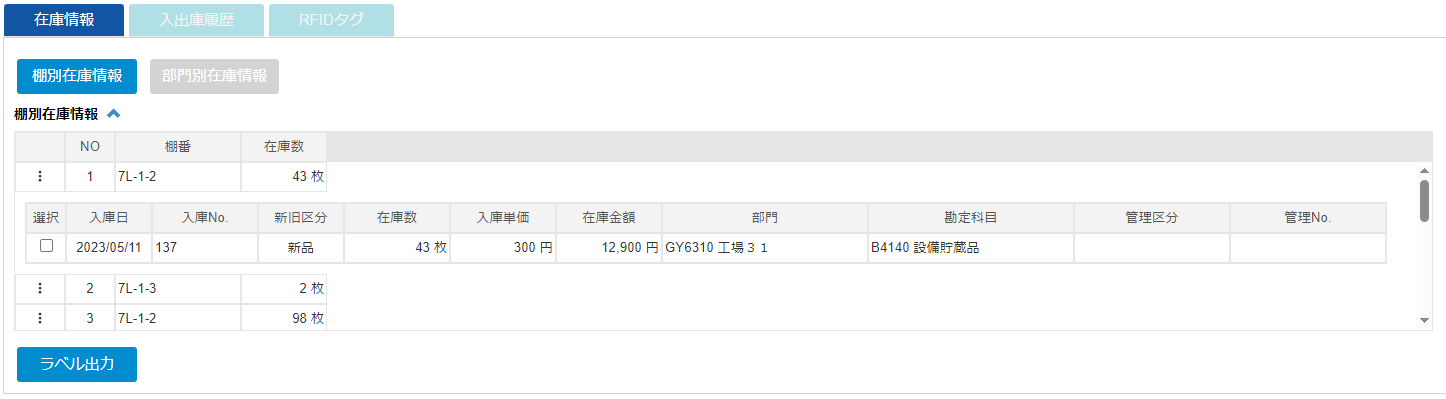 在庫情報 入出庫履歴 RFIDタグ
棚別在庫情報 部門別在庫情報
棚別在庫情報
NO 棚番 在庫数
1 7L-1-2 43 枚
選択 入庫日 入庫No. 新旧区分 在庫数 入庫単価 在庫金額 部門 勘定科目 管理区分 管理No.
2023/05/11 137 新品 43 枚 300 円 12,900 円 GY6310 工場３１ B4140 設備貯蔵品
2 7L-1-3 2 枚
3 7L-1-2 98 枚
ラベル出力